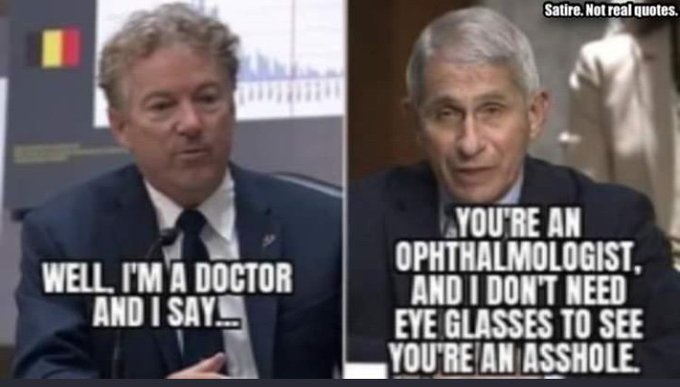 Satire. Not real quotes.
WELL, I'M A DOCTOR
AND I SAY...
YOU'RE AN
OPHTHALMOLOGIST,
AND I DON'T NEED
EYE GLASSES TO SEE
YOU'RE AN ASSHOLE.